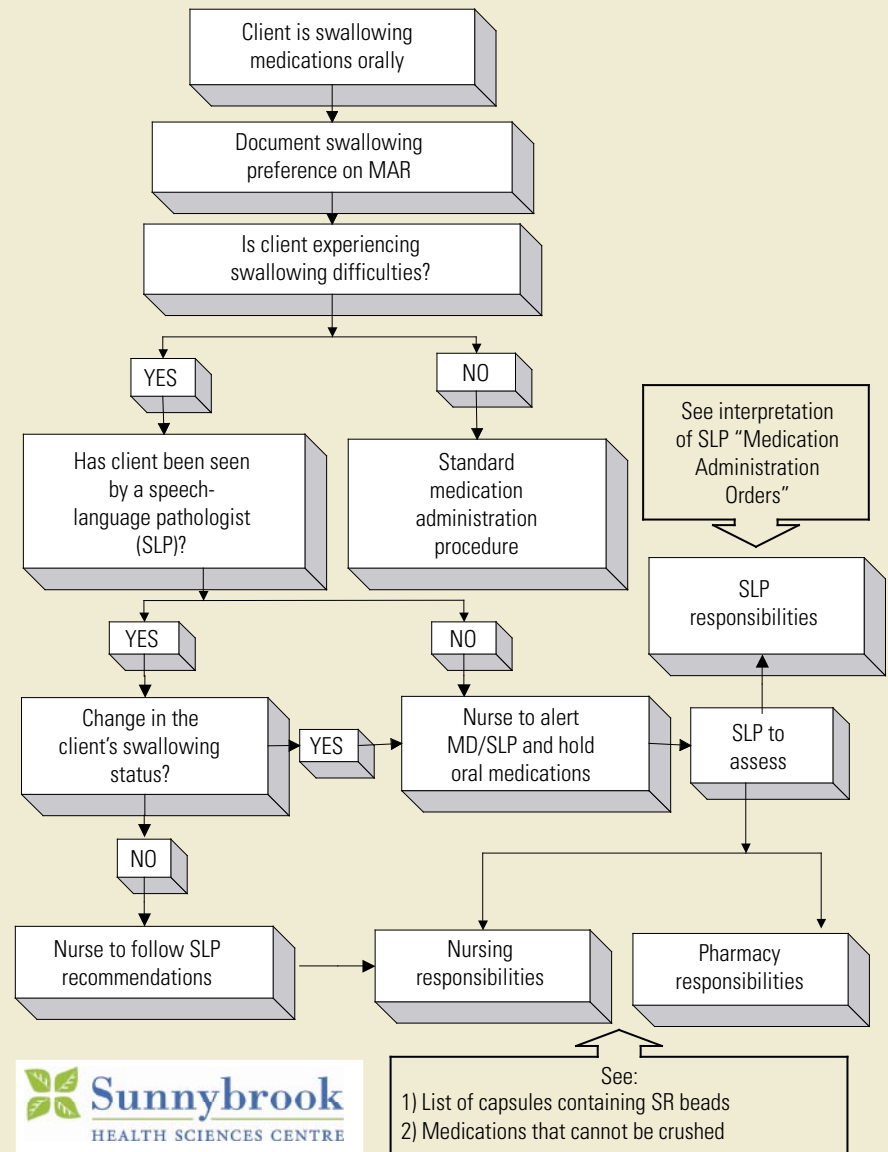 Client is swallowing
medications orally
Document swallowing
preference on MAR
Is client experiencing
swallowing difficulties?
YES
NO
Has client been seen
by a speech-
language pathologist
(SLP)?
Standard
medication
administration
procedure
See interpretation
of SLP “Medication
Administration
Orders”
SLP
responsibilities
YES
NO
Change in the
client's swallowing
status?
YES
Nurse to alert
MD/SLP and hold
oral medications
SLP to
assess
NO
Nurse to follow SLP
recommendations
Nursing
responsibilities
Pharmacy
responsibilities
See:
1) List of capsules containing SR beads
2) Medications that cannot be crushed
Sunnybrook
HEALTH SCIENCES CENTRE